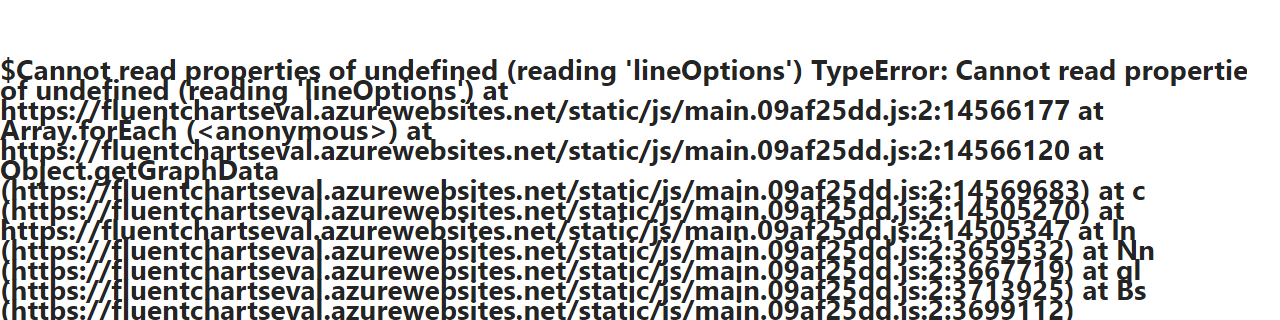 $Cannot read properties of undefined (reading 'lineOptions') TypeError: Cannot read propertie
of undefined (reading 'lineOptions') at
https://fluentchartseval.azurewebsites.net/static/js/main.09af25dd.js:2:14566177 at
Array.forEach (<anonymous>) at
https://fluentchartseval.azurewebsites.net/static/js/main.09af25dd.js:2:14566120 at
Object.getGraphData
(https://fluentchartseval.azurewebsites.net/static/js/main.09af25dd.js:2:14569683) at c
(https://fluentchartseval.azurewebsites.net/static/js/main.09af25dd.js:2:14505270) at
https://fluentchartseval.azurewebsites.net/static/js/main.09af25dd.js:2:14505347 at ln
(https://fluentchartseval.azurewebsites.net/static/js/main.09af25dd.js:2:3659532) at Nn
(https://fluentchartseval.azurewebsites.net/static/js/main.09af25dd.js:2:3667719) at gl
(https://fluentchartseval.azurewebsites.net/static/js/main.09af25dd.js:2:3713925) at Bs
(https://fluentchartseval.azurewebsites.net/static/js/main.09af25dd.js:2:3699112)